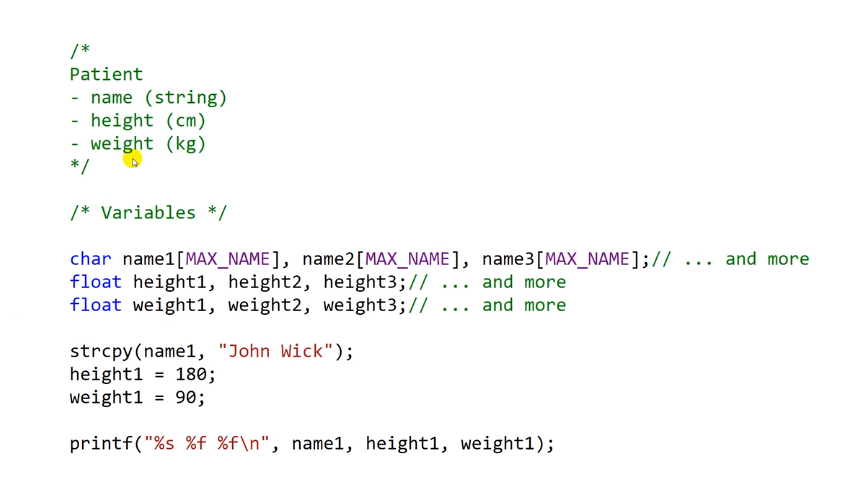 /*
Patient
- name (string)
- height (cm)
- weight (kg)
*/
/* Variables */
char name1[MAX_NAME], name2[MAX_NAME], name3[MAX_NAME];// ... and more
float height1, height2, height3;// ... and more
float weight1, weight2, weight3;// ... and more
strcpy(name1, "John Wick");
height1 = 180;
weight1 = 90;
printf("%s %f %f\n", name1, height1, weight1);